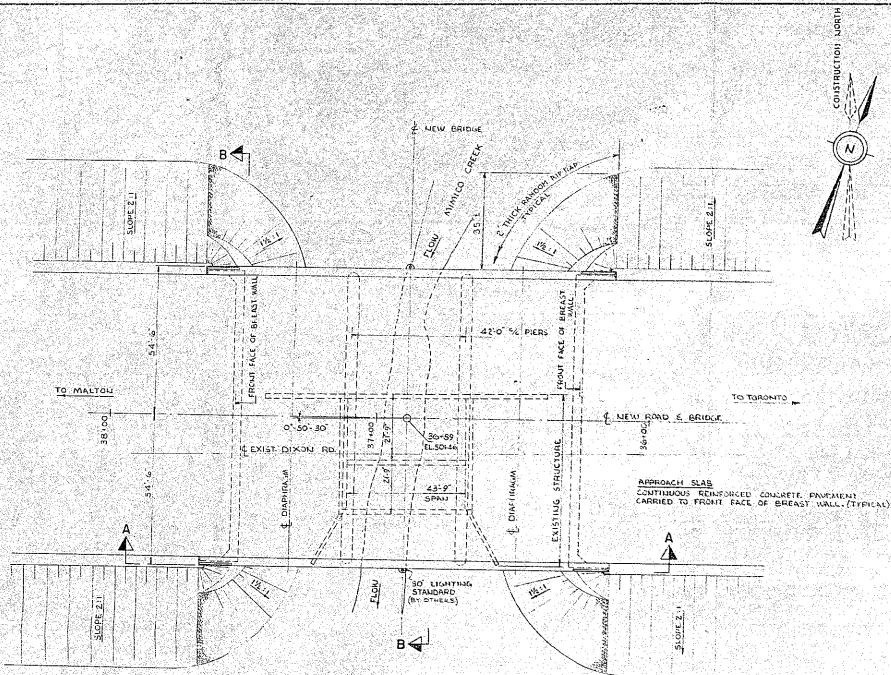 CONSTRUCTION NORTH
N
B
℄ NEW BRIDGE
FLOW MIMICO CREEK
2' THICK RANDOM RIP RAP
TYPICAL
SLOPE 2:1
1½:1
1½:1
SLOPE 2:1
FRONT FACE OF BREAST WALL
42'-0" C/C PIERS
FRONT FACE OF BREAST
WALL
54'-6"
TO MALTON
TO TORONTO
℄ NEW ROAD & BRIDGE
38+00
0°-50'-30"
37+00
21'-9"
36+59
36+00
℄ EXIST. DIXON RD.
54'-6"
℄ DIAPHRAGM
21'-9"
43'-9"
SPAN
℄ DIAPHRAGM
EXISTING STRUCTURE
APPROACH SLAB
CONTINUOUS REINFORCED CONCRETE PAVEMENT
CARRIED TO FRONT FACE OF BREAST WALL. (TYPICAL)
A
A
SLOPE 2:1
1½:1
FLOW
30' LIGHTING
STANDARD
(BY OTHERS)
1½:1
SLOPE 2:1
B